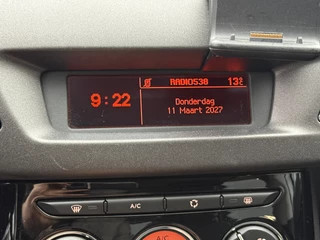 RADIO538 13°
9:22
Donderdag
11 Maart 2027
A/C
A/C